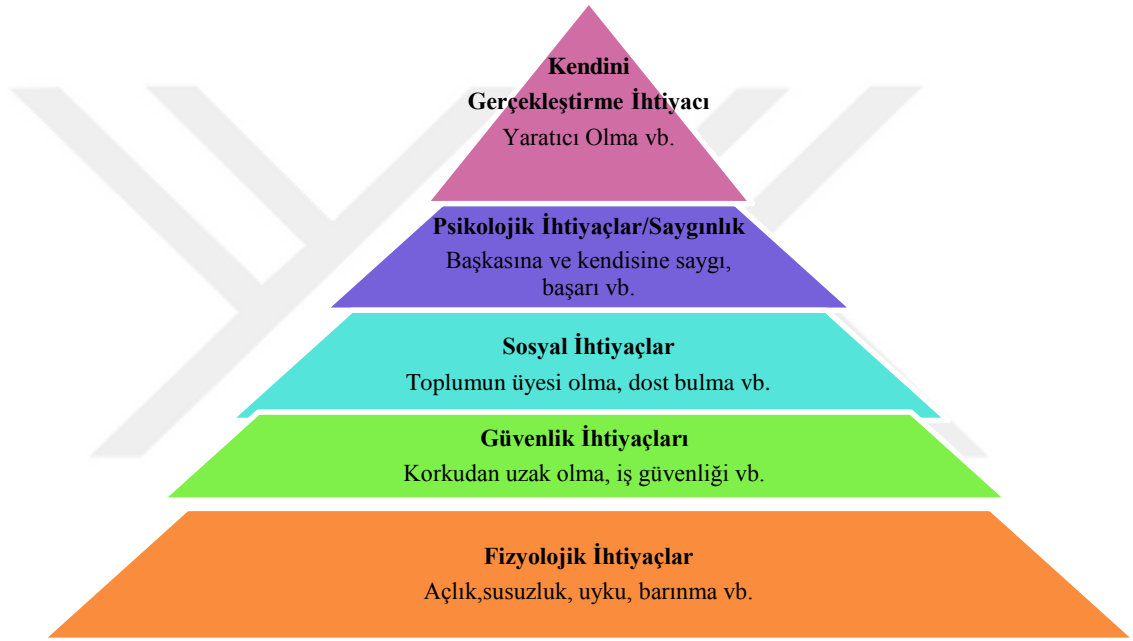 Kendini
Gerçekleştirme İhtiyacı
Yaratıcı Olma vb.
Psikolojik İhtiyaçlar/Saygınlık
Başkasına ve kendisine saygı,
başarı vb.
Sosyal İhtiyaçlar
Toplumun üyesi olma, dost bulma vb.
Güvenlik İhtiyaçları
Korkudan uzak olma, iş güvenliği vb.
Fizyolojik İhtiyaçlar
Açlık,susuzluk, uyku, barınma vb.